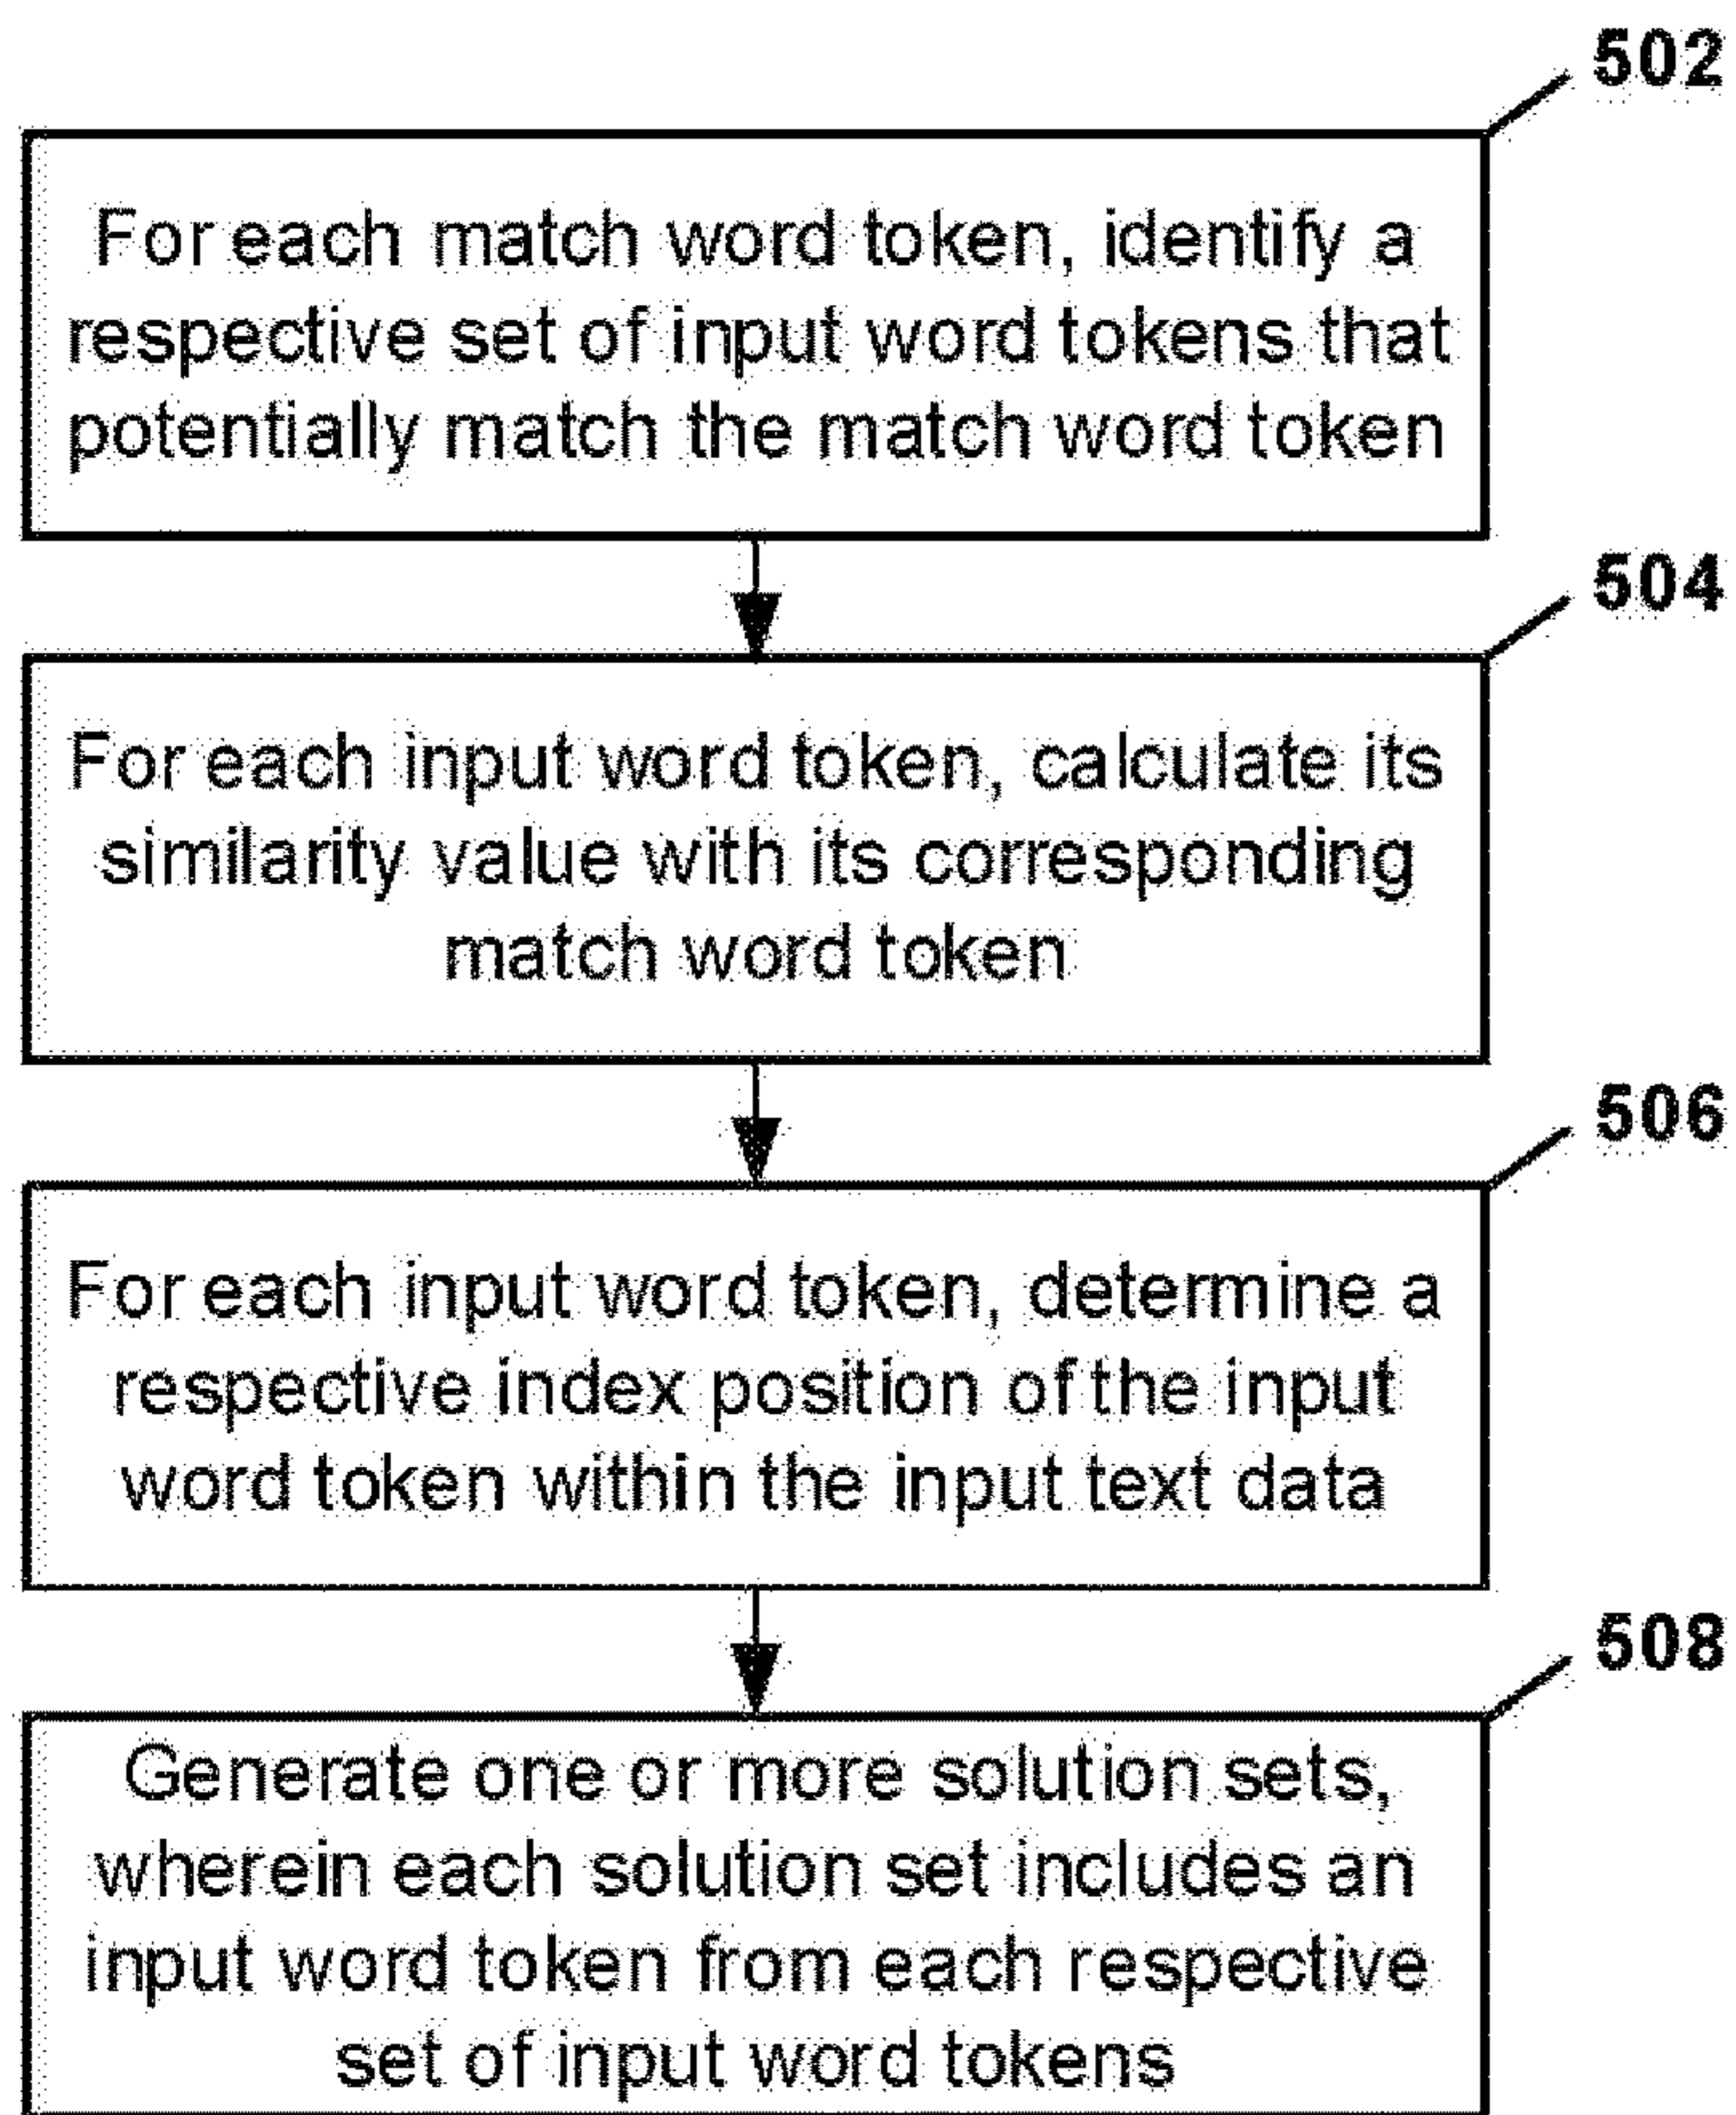 502
For each match word token, identify a
respective set of input word tokens that
potentially match the match word token
504
For each input word token, calculate its
similarity value with its corresponding
match word token
506
For each input word token, determine a
respective index position of the input
word token within the input text data
508
Generate one or more solution sets,
wherein each solution set includes an
input word token from each respective
set of input word tokens